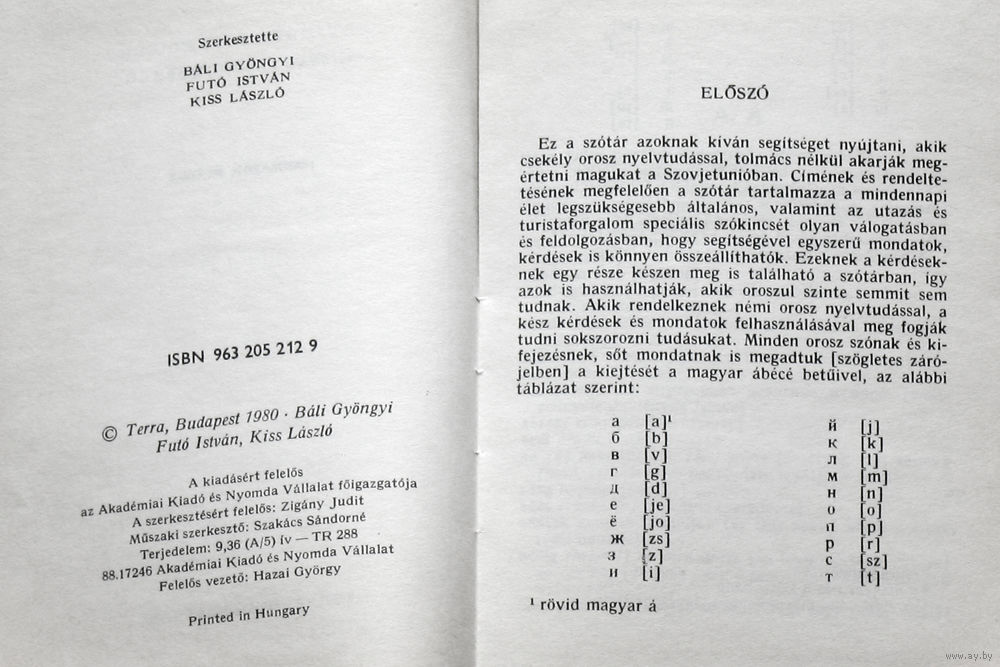 Szerkesztette
BÁLI GYÖNGYI
FUTÓ ISTVÁN
KISS LÁSZLÓ
ISBN 963 205 212 9
© Terra, Budapest 1980 · Báli Gyöngyi
Futó István, Kiss László
A kiadásért felelős
az Akadémiai Kiadó és Nyomda Vállalat főigazgatója
A szerkesztésért felelős: Zigány Judit
Műszaki szerkesztő: Szakács Sándorné
Terjedelem: 9,36 (A/5) ív — TR 288
88.17246 Akadémiai Kiadó és Nyomda Vállalat
Felelős vezető: Hazai György
Printed in Hungary
ELŐSZÓ
Ez a szótár azoknak kíván segítséget nyújtani, akik
csekély orosz nyelvtudással, tolmács nélkül akarják meg-
értetni magukat a Szovjetunióban. Címének és rendelte-
tésének megfelelően a szótár tartalmazza a mindennapi
élet legszükségesebb általános, valamint az utazás és
turistaforgalom speciális szókincsét olyan válogatásban
és feldolgozásban, hogy segítségével egyszerű mondatok,
kérdések is könnyen összeállíthatók. Ezeknek a kérdések-
nek egy része készen meg is található a szótárban, így
azok is használhatják, akik oroszul szinte semmit sem
tudnak. Akik rendelkeznek némi orosz nyelvtudással, a
kész kérdések és mondatok felhasználásával meg fogják
tudni sokszorozni tudásukat. Minden orosz szónak és ki-
fejezésnek, sőt mondatnak is megadtuk [szögletes záró-
jelben] a kiejtését a magyar ábécé betűivel, az alábbi
táblázat szerint:
а [a]¹
б [b]
в [v]
г [g]
д [d]
е [je]
ё [jo]
ж [zs]
з [z]
и [i]
й [j]
к [k]
л [l]
м [m]
н [n]
о [o]
п [p]
р [r]
с [sz]
т [t]
¹ rövid magyar á
www.ay.by